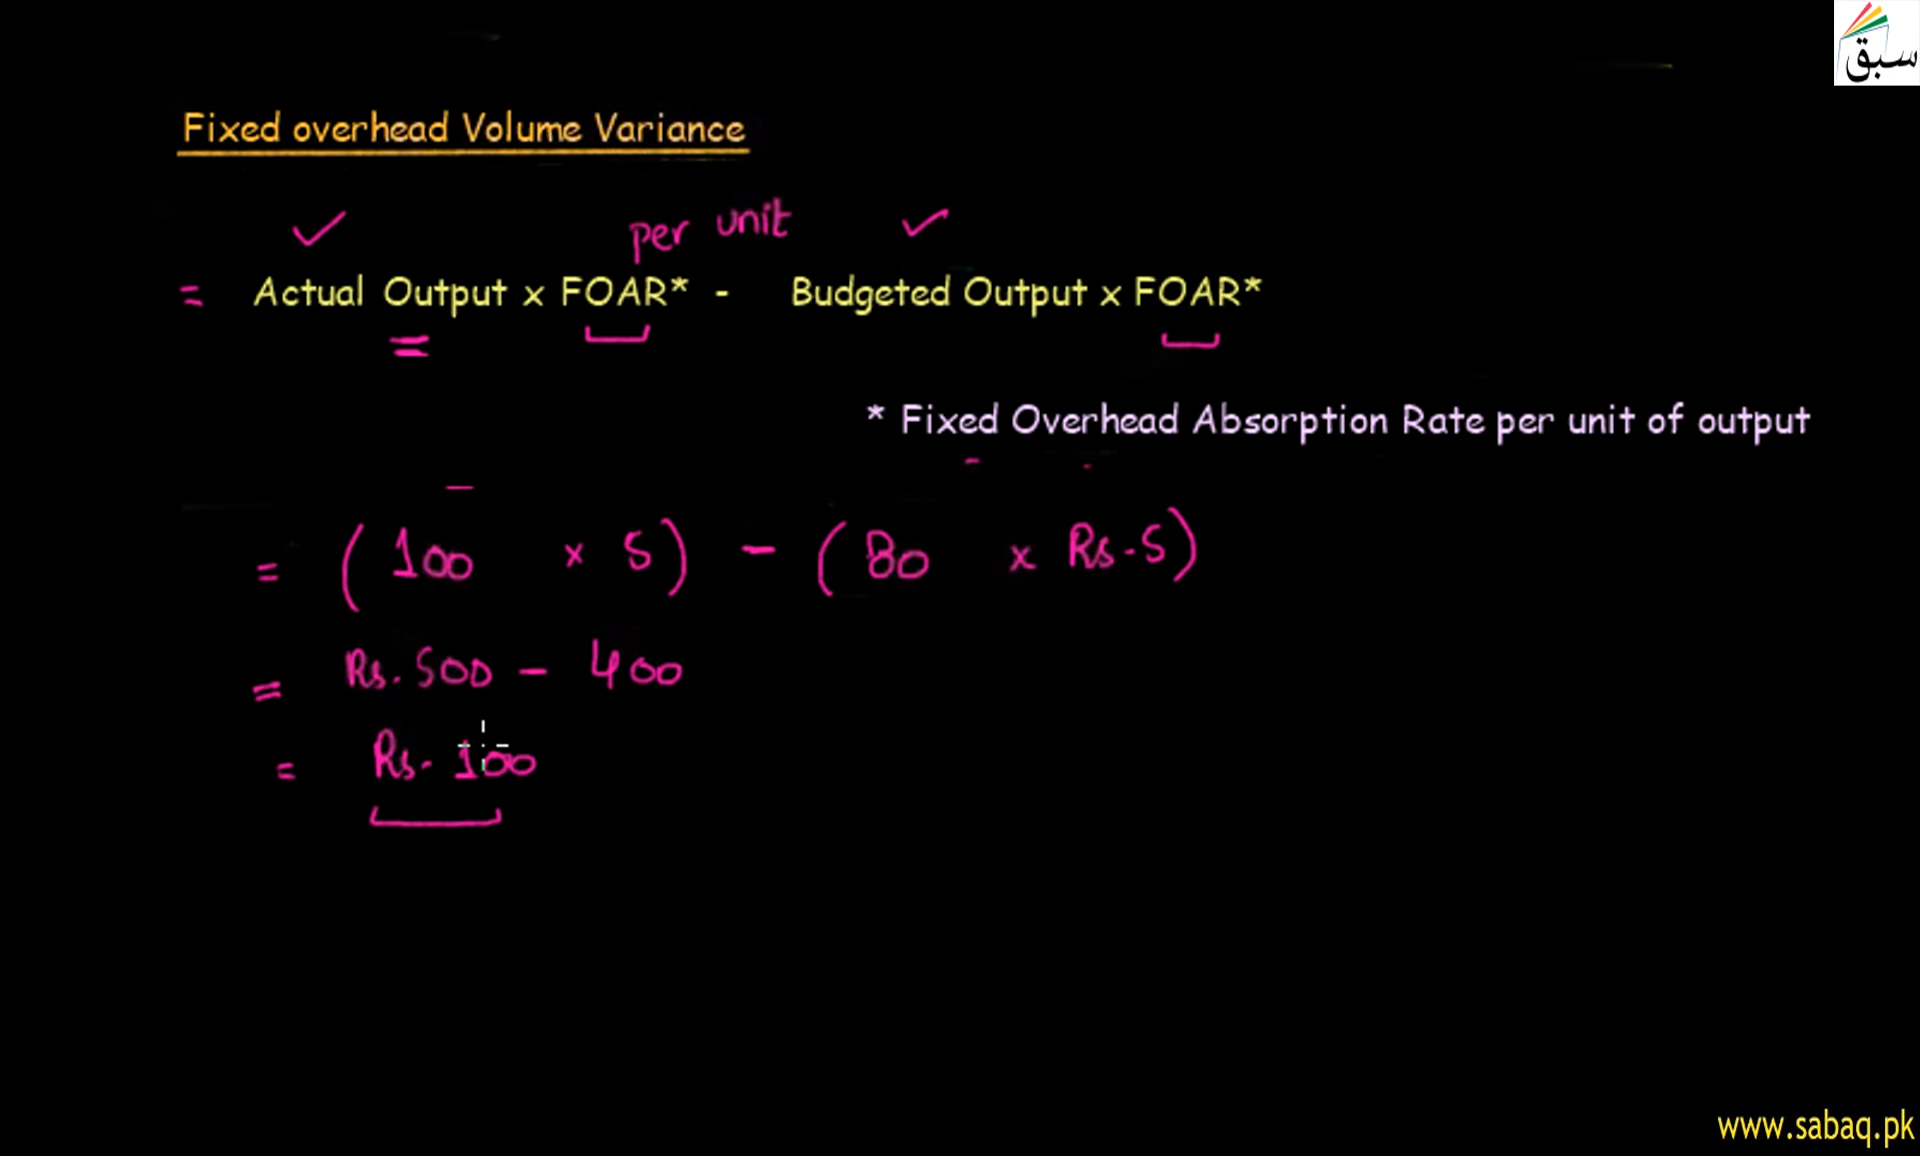 سبق
Fixed overhead Volume Variance
per unit
= Actual Output x FOAR* - Budgeted Output x FOAR*
* Fixed Overhead Absorption Rate per unit of output
= (100 x 5) - (80 x Rs.5)
= Rs.500 - 400
= Rs. 100
www.sabaq.pk